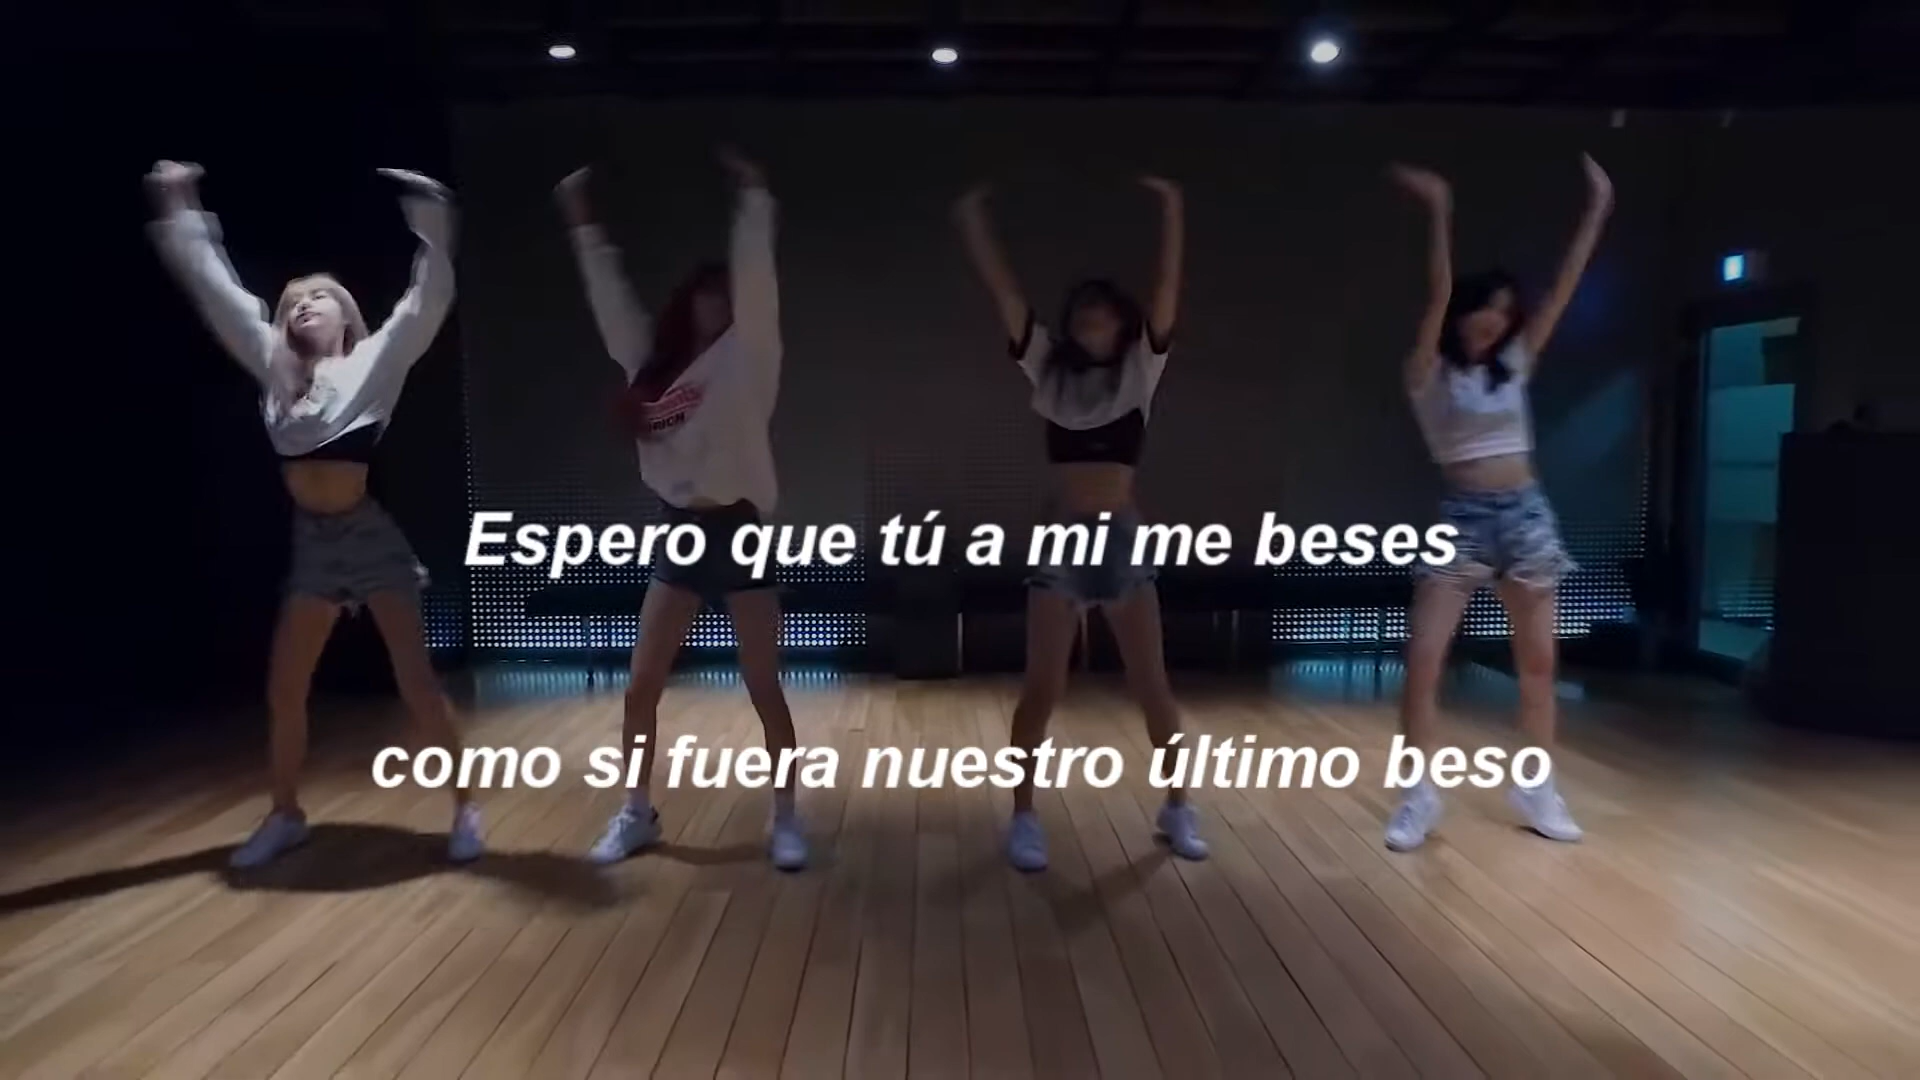 Espero que tú a mi me beses
como si fuera nuestro último beso